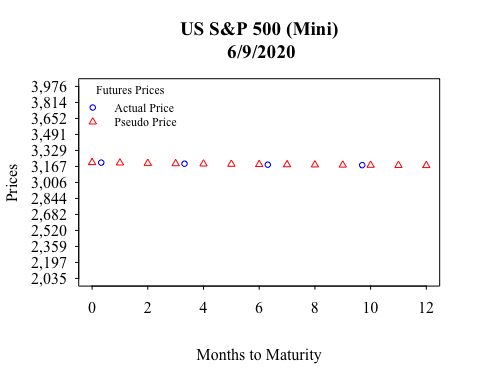 US S&P 500 (Mini)
6/9/2020
Futures Prices
Actual Price
Pseudo Price
Prices
3,976
3,814
3,652
3,491
3,329
3,167
3,006
2,844
2,682
2,520
2,359
2,197
2,035
0 2 4 6 8 10 12
Months to Maturity